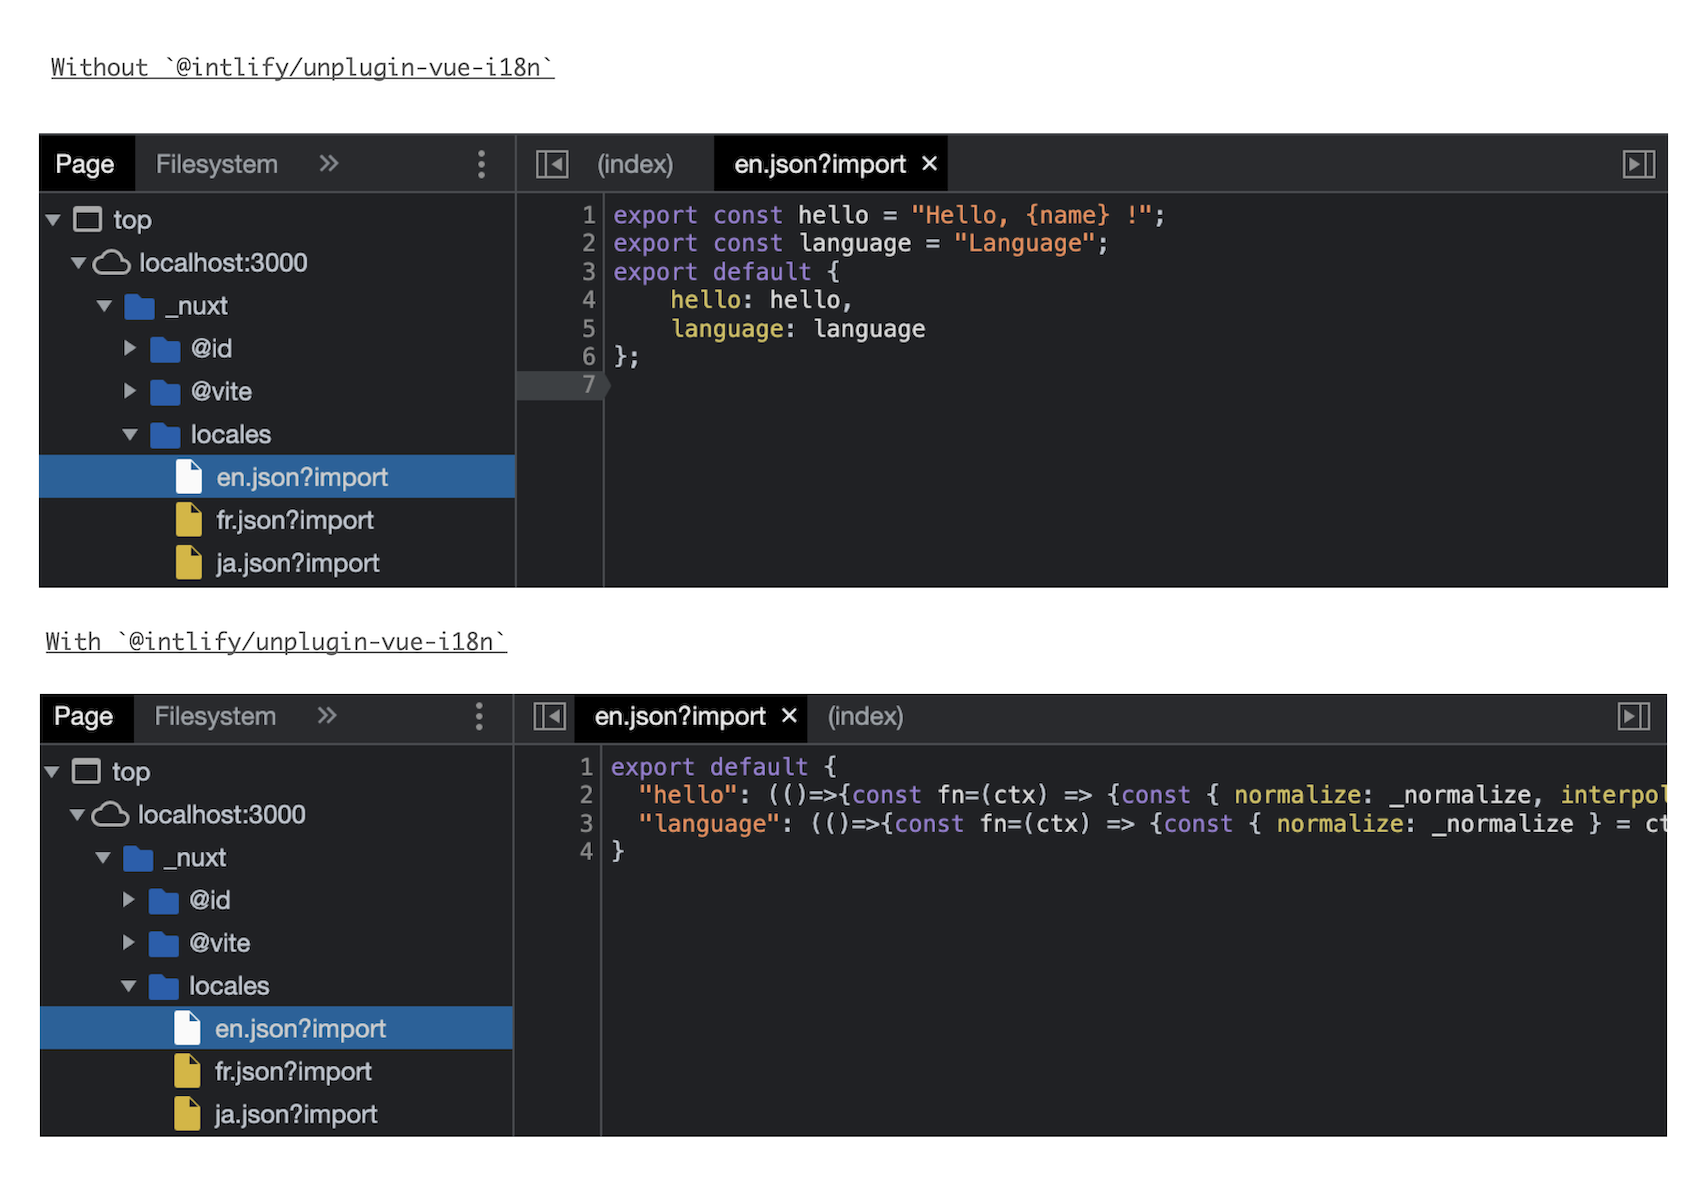 Without `@intlify/unplugin-vue-i18n`
Page Filesystem » (index) en.json?import ×
top
localhost:3000
_nuxt
@id
@vite
locales
en.json?import
fr.json?import
ja.json?import
1 export const hello = "Hello, {name} !";
2 export const language = "Language";
3 export default {
4     hello: hello,
5     language: language
6 };
7
With `@intlify/unplugin-vue-i18n`
Page Filesystem » en.json?import × (index)
top
localhost:3000
_nuxt
@id
@vite
locales
en.json?import
fr.json?import
ja.json?import
1 export default {
2   "hello": (()=>{const fn=(ctx) => {const { normalize: _normalize, interpol
3   "language": (()=>{const fn=(ctx) => {const { normalize: _normalize } = ct
4 }